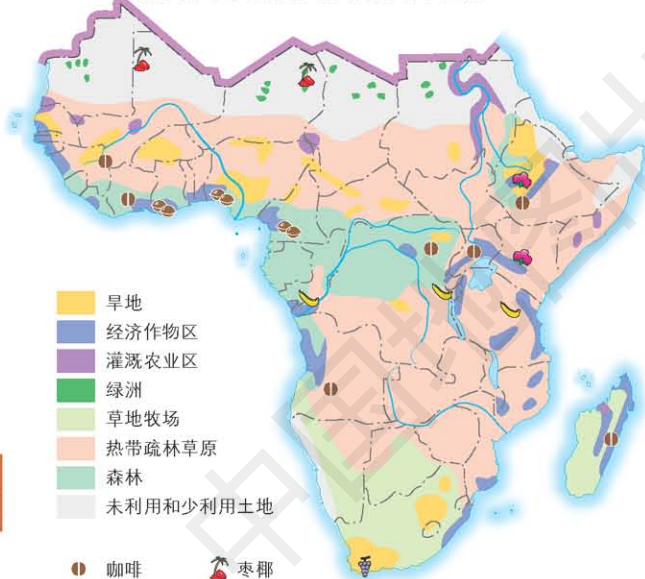 旱地
经济作物区
灌溉农业区
绿洲
草地牧场
热带疏林草原
森林
未利用和少利用土地
咖啡 枣椰